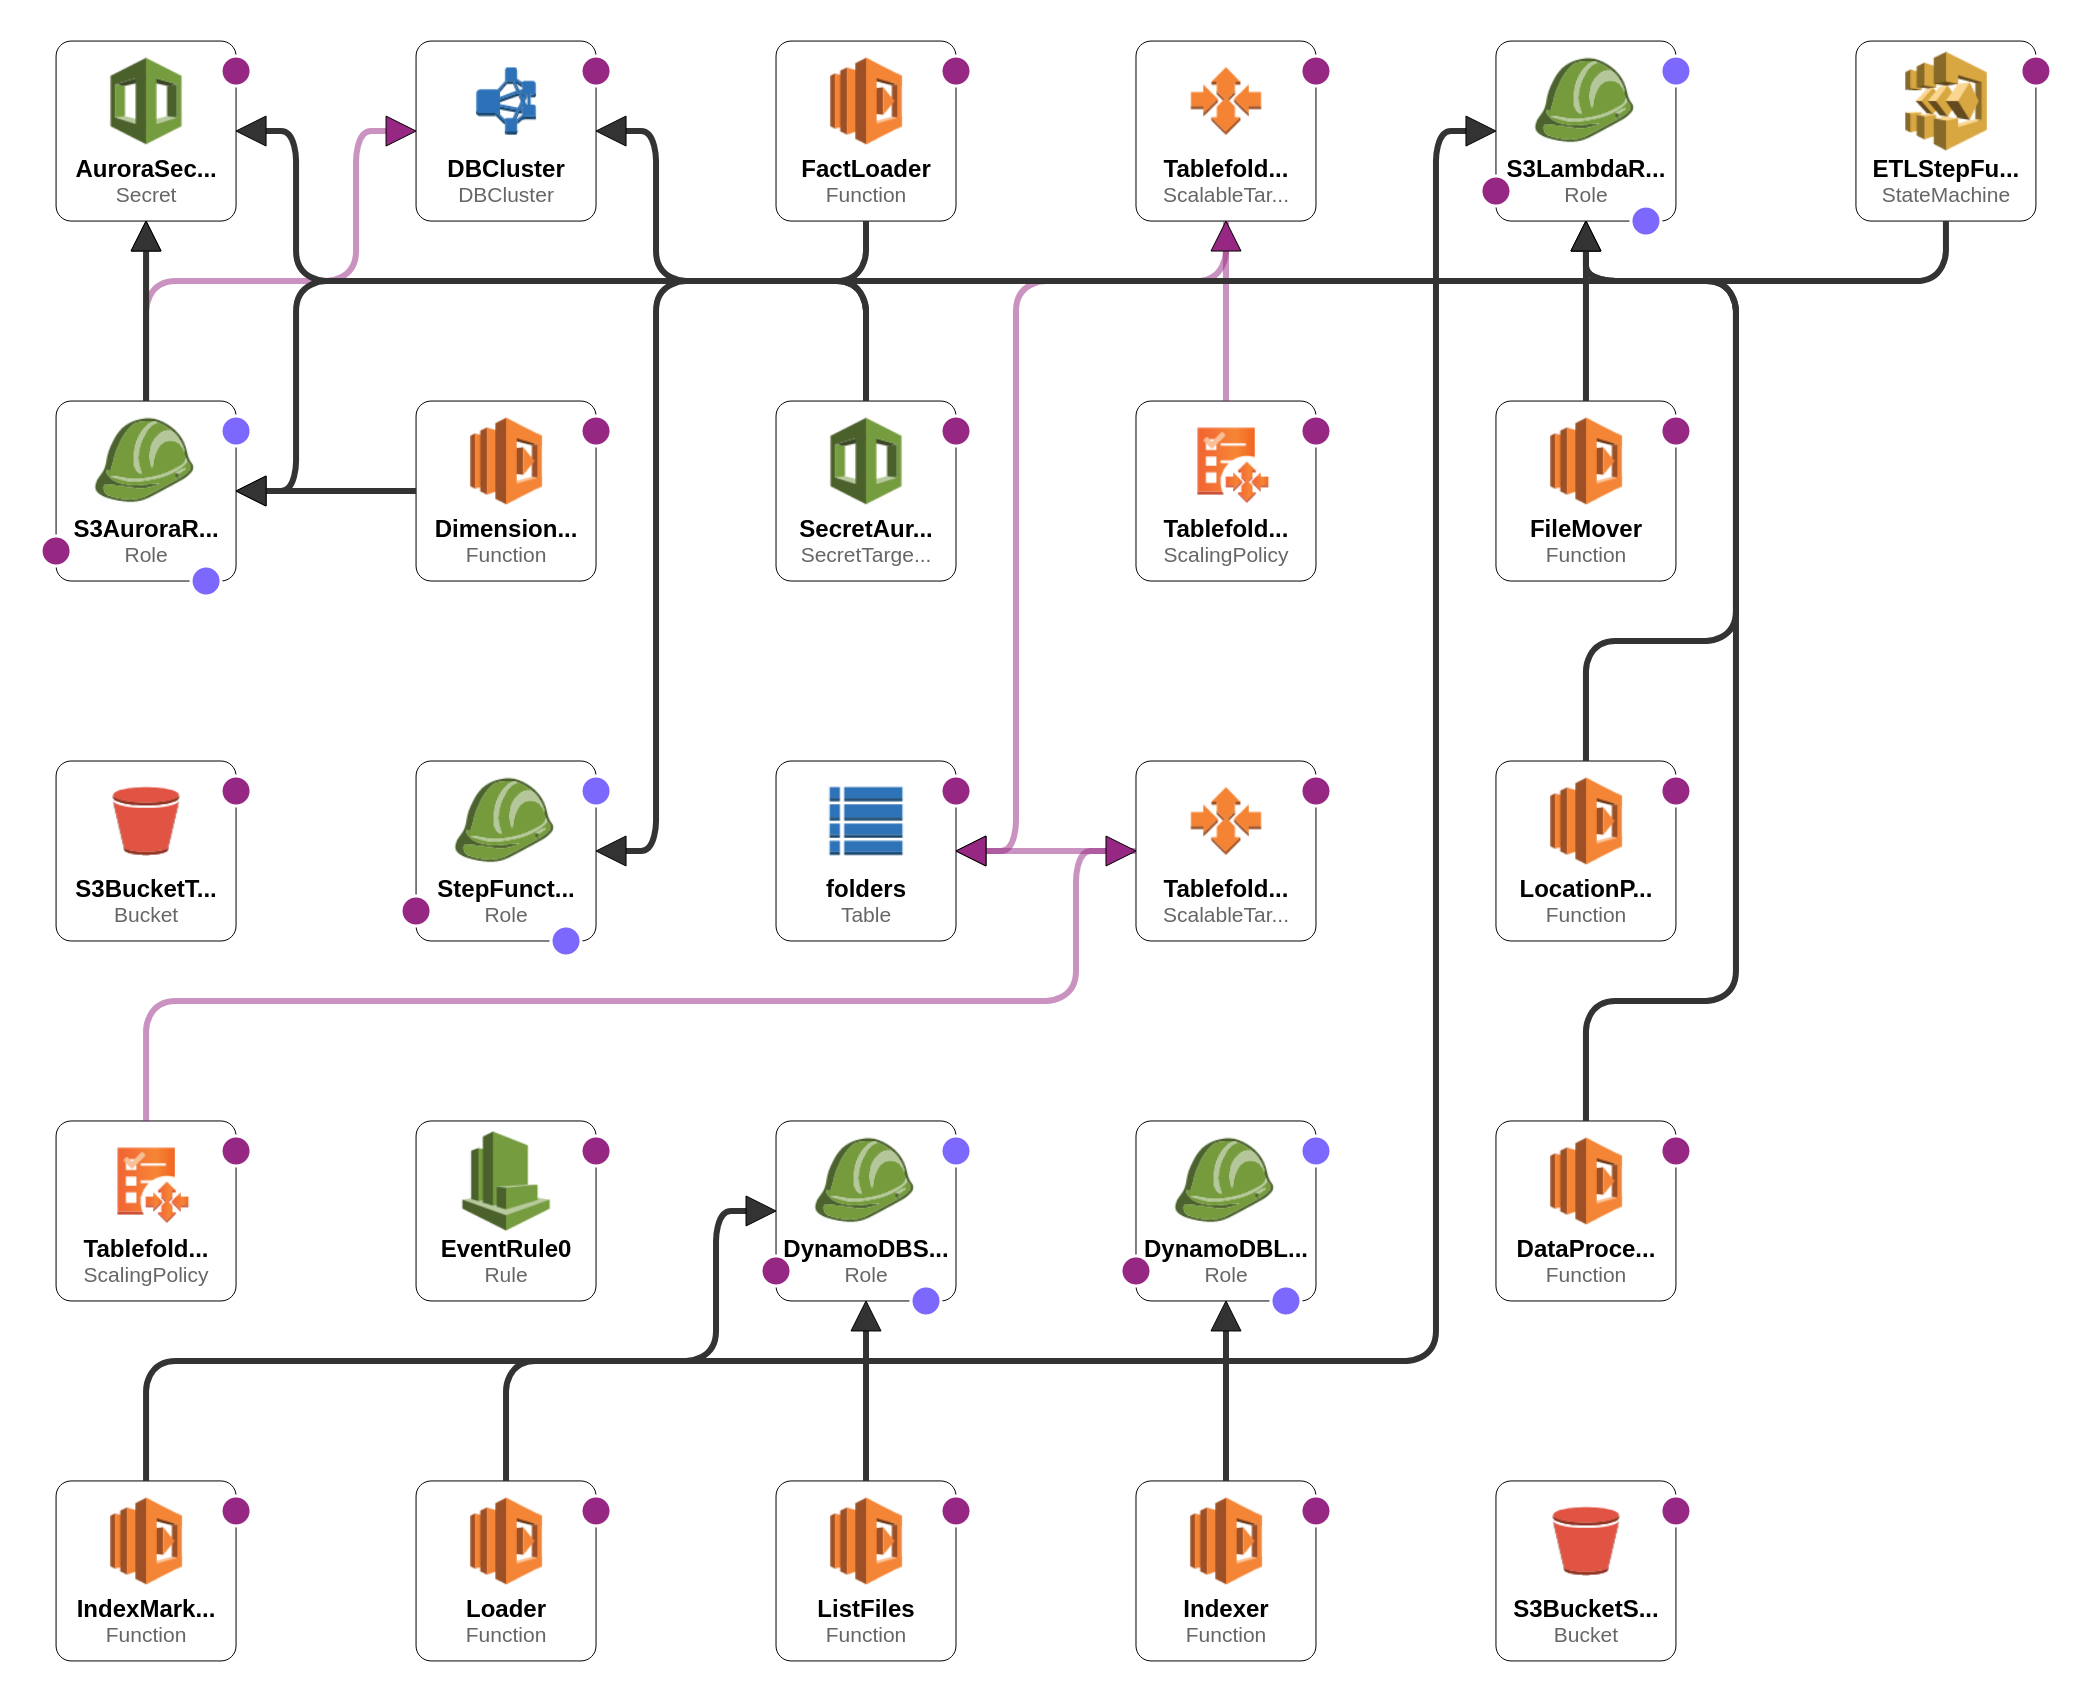 AuroraSec...
Secret
DBCluster
DBCluster
FactLoader
Function
Tablefold...
ScalableTar...
S3LambdaR...
Role
ETLStepFu...
StateMachine
S3AuroraR...
Role
Dimension...
Function
SecretAur...
SecretTarge...
Tablefold...
ScalingPolicy
FileMover
Function
S3BucketT...
Bucket
StepFunct...
Role
folders
Table
Tablefold...
ScalableTar...
LocationP...
Function
Tablefold...
ScalingPolicy
EventRule0
Rule
DynamoDBS...
Role
DynamoDBL...
Role
DataProce...
Function
IndexMark...
Function
Loader
Function
ListFiles
Function
Indexer
Function
S3BucketS...
Bucket